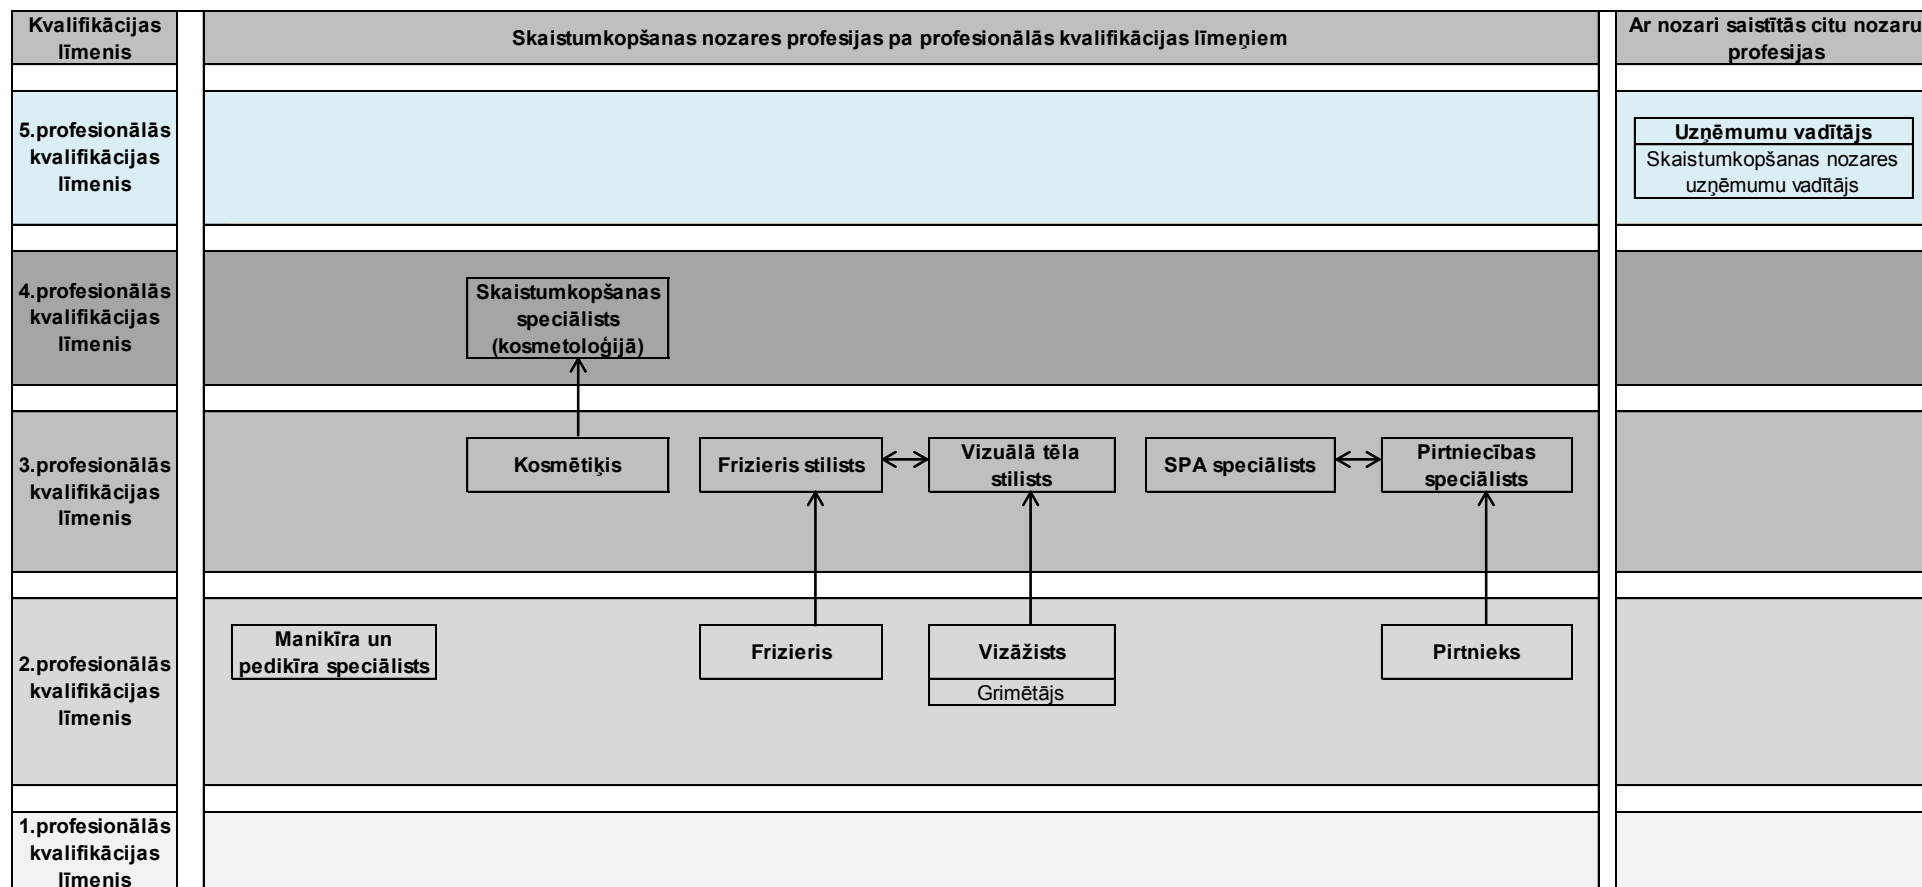 Kvalifikācijas
līmenis
Skaistumkopšanas nozares profesijas pa profesionālās kvalifikācijas līmeņiem
Ar nozari saistītās citu nozaru
profesijas
5.profesionālās
kvalifikācijas
līmenis
Uzņēmumu vadītājs
Skaistumkopšanas nozares
uzņēmumu vadītājs
4.profesionālās
kvalifikācijas
līmenis
Skaistumkopšanas
speciālists
(kosmetoloģijā)
3.profesionālās
kvalifikācijas
līmenis
Kosmētiķis
Frizieris stilists
Vizuālā tēla
stilists
SPA speciālists
Pirtniecības
speciālists
2.profesionālās
kvalifikācijas
līmenis
Manikīra un
pedikīra speciālists
Frizieris
Vizāžists
Grimētājs
Pirtnieks
1.profesionālās
kvalifikācijas
līmenis